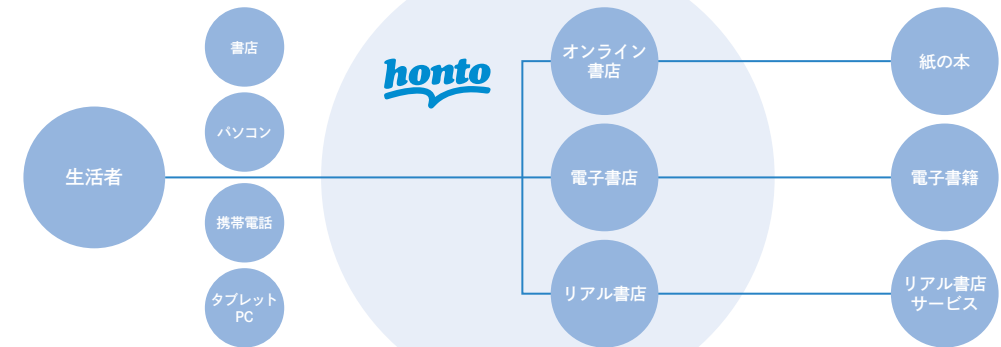 生活者
書店
パソコン
携帯電話
タブレット
PC
honto
オンライン
書店
電子書店
リアル書店
紙の本
電子書籍
リアル書店
サービス